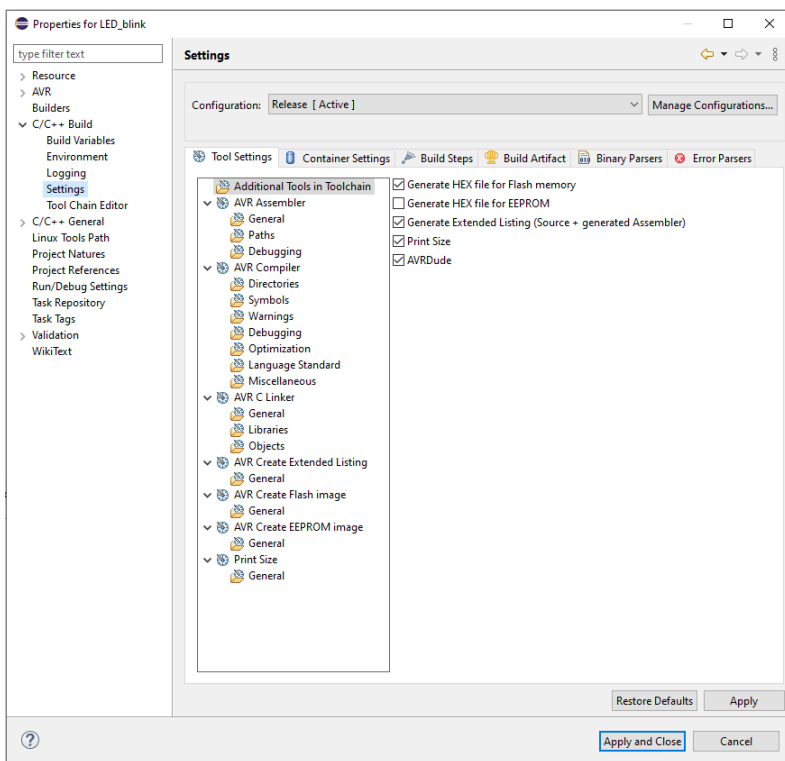 Properties for LED_blink
type filter text
Resource
AVR
Builders
C/C++ Build
Build Variables
Environment
Logging
Settings
Tool Chain Editor
C/C++ General
Linux Tools Path
Project Natures
Project References
Run/Debug Settings
Task Repository
Task Tags
Validation
WikiText
Settings
Configuration: Release [ Active ] Manage Configurations...
Tool Settings Container Settings Build Steps Build Artifact Binary Parsers Error Parsers
Additional Tools in Toolchain
AVR Assembler
General
Paths
Debugging
AVR Compiler
Directories
Symbols
Warnings
Debugging
Optimization
Language Standard
Miscellaneous
AVR C Linker
General
Libraries
Objects
AVR Create Extended Listing
General
AVR Create Flash image
General
AVR Create EEPROM image
General
Print Size
General
Generate HEX file for Flash memory
Generate HEX file for EEPROM
Generate Extended Listing (Source + generated Assembler)
Print Size
AVRDude
Restore Defaults Apply
? Apply and Close Cancel